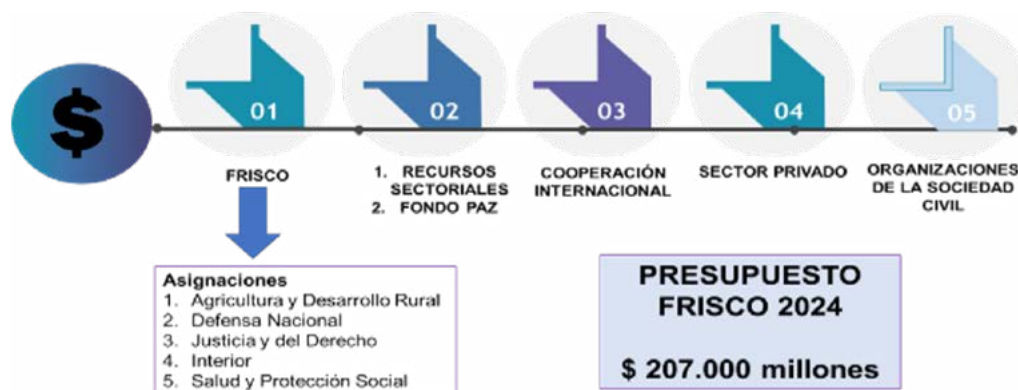 $
01
02
03
04
05
FRISCO
1. RECURSOS
SECTORIALES
2. FONDO PAZ
COOPERACIÓN
INTERNACIONAL
SECTOR PRIVADO
ORGANIZACIONES
DE LA SOCIEDAD
CIVIL
Asignaciones
1. Agricultura y Desarrollo Rural
2. Defensa Nacional
3. Justicia y del Derecho
4. Interior
5. Salud y Protección Social
PRESUPUESTO
FRISCO 2024
$ 207.000 millones